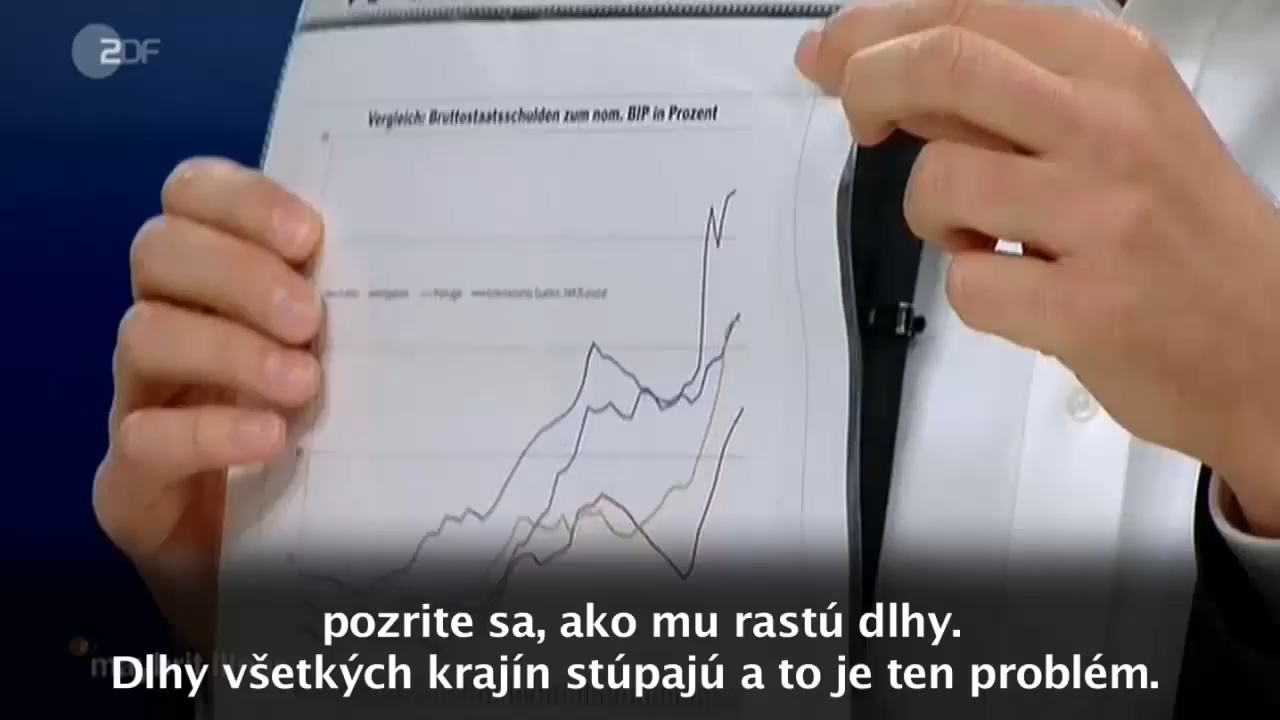 ZDF
Vergleich: Bruttostaatsschulden zum nom. BIP in Prozent
pozrite sa, ako mu rastú dlhy.
Dlhy všetkých krajín stúpajú a to je ten problém.